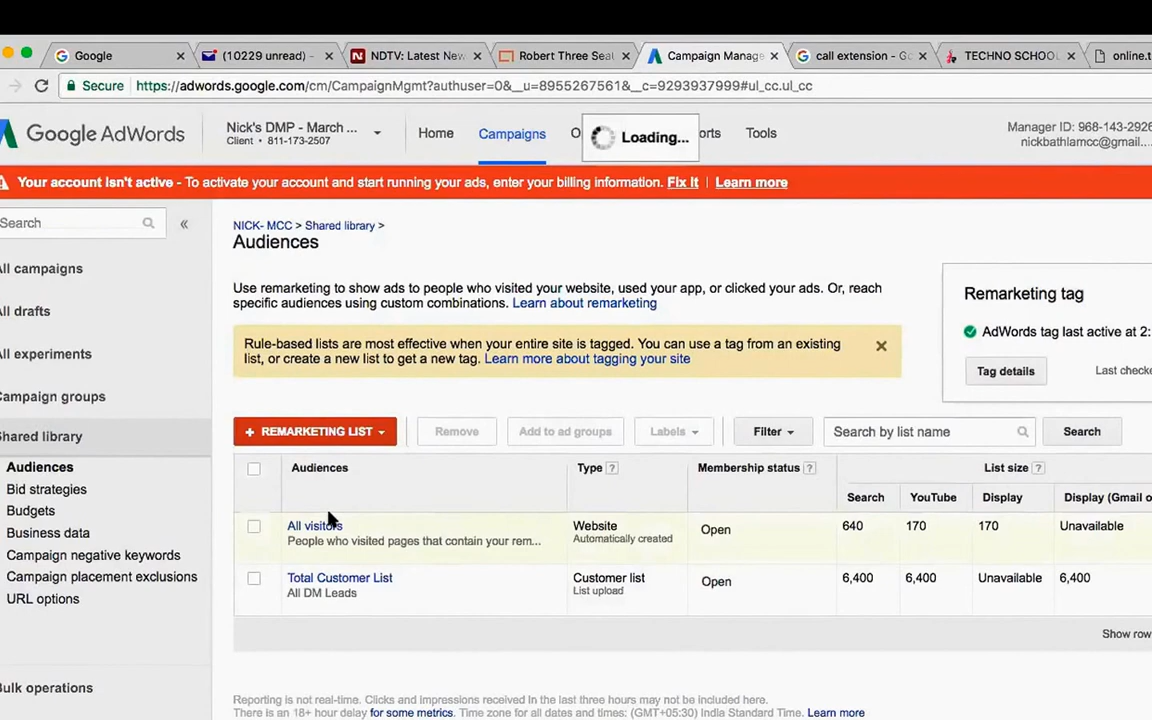 Google
(10229 unread) -
NDTV: Latest New
Robert Three Sea
Campaign Manage
call extension - Go
TECHNO SCHOO
online.t
Secure
https://adwords.google.com/cm/CampaignMgmt?authuser=0&__u=8955267561&__c=9293937999#ul_cc.ul_cc
Google AdWords
Nick's DMP - March ...
Client • 811-173-2507
Home
Campaigns
O
Loading...
orts
Tools
Manager ID: 968-143-2926
nickbathlamcc@gmail....
Your account isn't active - To activate your account and start running your ads, enter your billing information. Fix It | Learn more
Search
«
All campaigns
All drafts
All experiments
Campaign groups
Shared library
Audiences
Bid strategies
Budgets
Business data
Campaign negative keywords
Campaign placement exclusions
URL options
Bulk operations
NICK- MCC > Shared library >
Audiences
Use remarketing to show ads to people who visited your website, used your app, or clicked your ads. Or, reach
specific audiences using custom combinations. Learn about remarketing
Rule-based lists are most effective when your entire site is tagged. You can use a tag from an existing
list, or create a new list to get a new tag. Learn more about tagging your site
Remarketing tag
AdWords tag last active at 2:
Tag details
Last checke
+ REMARKETING LIST
Remove
Add to ad groups
Labels
Filter
Search by list name
Search
Audiences
Type ?
Membership status ?
List size ?
Search
YouTube
Display
Display (Gmail o
All visitors
Website
Open
640
170
170
Unavailable
People who visited pages that contain your rem...
Automatically created
Total Customer List
Customer list
Open
6,400
6,400
Unavailable
6,400
All DM Leads
List upload
Show row
Reporting is not real-time. Clicks and Impressions received in the last three hours may not be included here.
There is an 18+ hour delay for some metrics. Time zone for all dates and times: (GMT+05:30) India Standard Time. Learn more